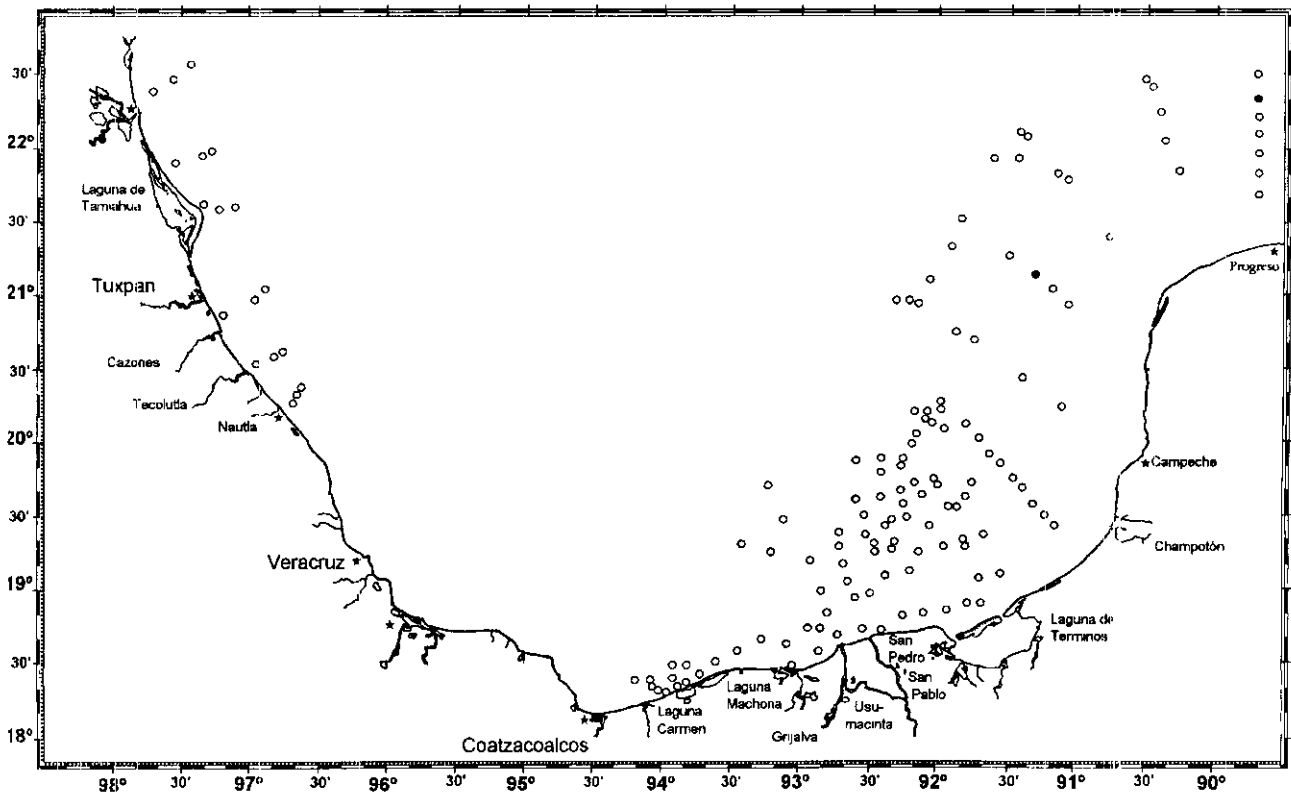 30'
22°
Laguna de
Tamiahua
30'
Progreso
Tuxpan
21°
Cazones
30'
Tecolutla
Nautla
20°
Campeche
30'
Champotón
Veracruz
19°
Laguna de
Terminos
San
Pedro
30'
San
Pablo
Laguna
Machona
Laguna
Carmen
Usu-
macinta
Grijalva
Coatzacoalcos
18°
98° 30' 97° 30' 96° 30' 95° 30' 94° 30' 93° 30' 92° 30' 91° 30' 90°